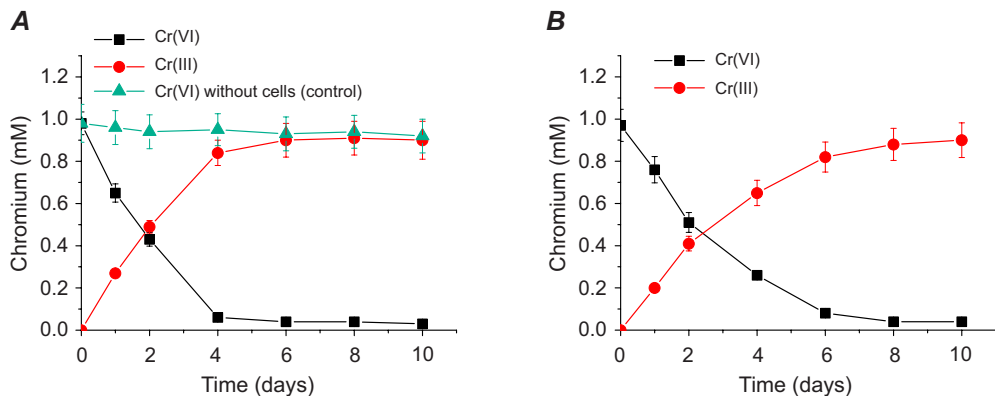 A
Cr(VI)
Cr(III)
Cr(VI) without cells (control)
1.2
1.0
0.8
0.6
0.4
0.2
0.0
Chromium (mM)
0 2 4 6 8 10
Time (days)
B
Cr(VI)
Cr(III)
1.2
1.0
0.8
0.6
0.4
0.2
0.0
Chromium (mM)
0 2 4 6 8 10
Time (days)